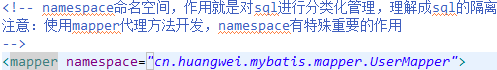 <!-- namespace命名空间，作用就是对sql进行分类化管理，理解成sql的隔离
注意：使用mapper代理方法开发，namespace有特殊重要的作用
-->
<mapper namespace="cn.huangwei.mybatis.mapper.UserMapper">